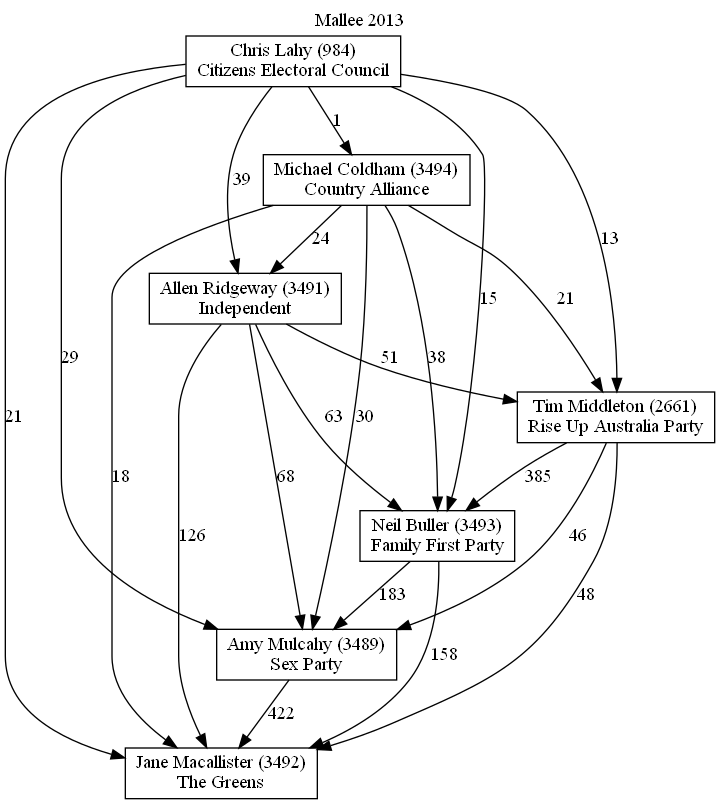 Mallee 2013
Chris Lahy (984)
Citizens Electoral Council
1
Michael Coldham (3494)
Country Alliance
39
24
13
Allen Ridgeway (3491)
Independent
15
21
29
51
38
Tim Middleton (2661)
Rise Up Australia Party
21
18
63
30
68
385
Neil Buller (3493)
Family First Party
126
46
183
48
Amy Mulcahy (3489)
Sex Party
158
422
Jane Macallister (3492)
The Greens